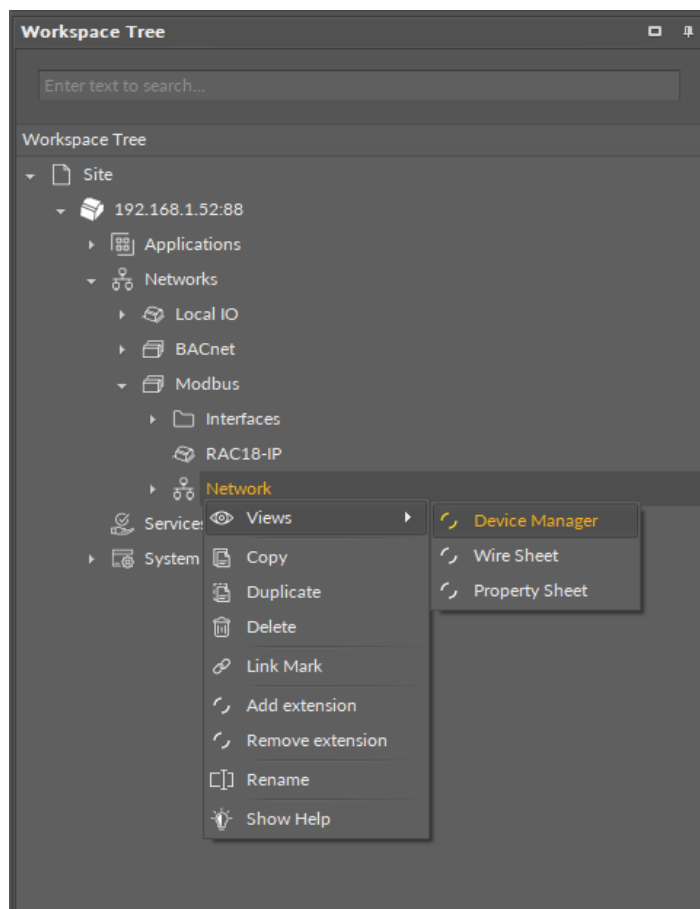 Workspace Tree
Enter text to search...
Workspace Tree
Site
192.168.1.52:88
Applications
Networks
Local IO
BACnet
Modbus
Interfaces
RAC18-IP
Network
Services
System
Views
Copy
Duplicate
Delete
Link Mark
Add extension
Remove extension
Rename
Show Help
Device Manager
Wire Sheet
Property Sheet